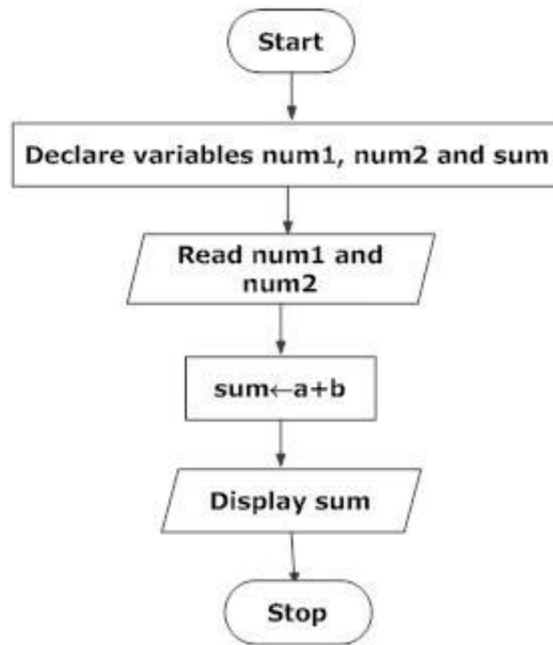 Start
Declare variables num1, num2 and sum
Read num1 and
num2
sum←a+b
Display sum
Stop